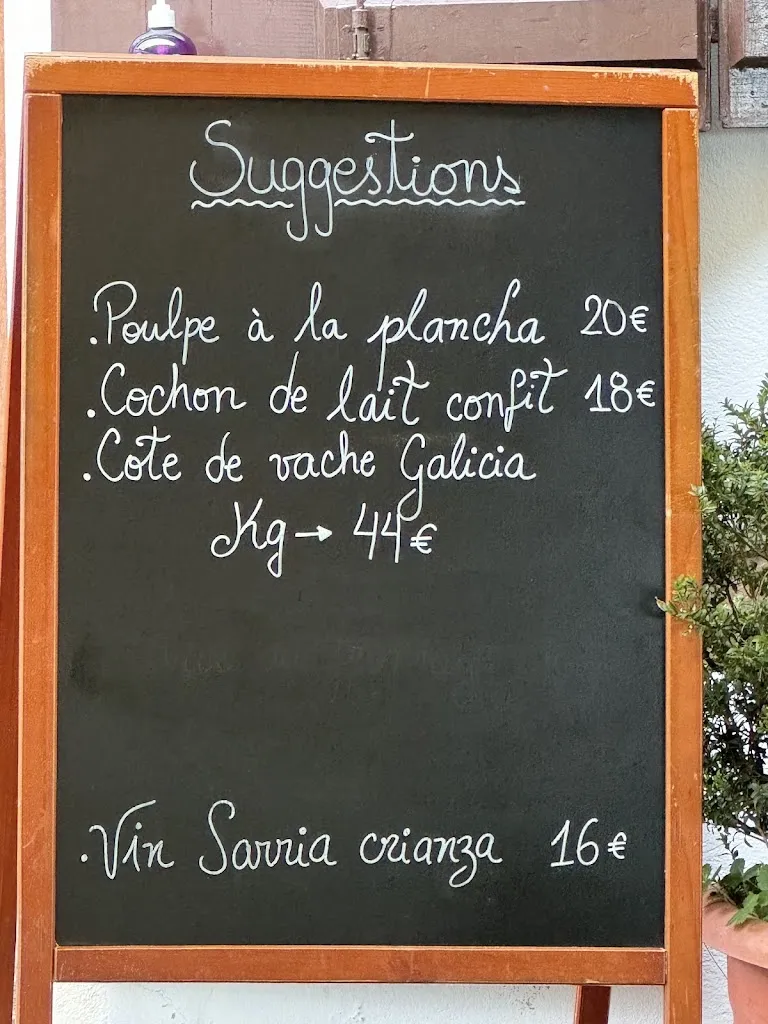 Suggestions
.Poulpe à la plancha 20€
.Cochon de lait confit 18€
.Cote de vache Galicia
Kg → 44€
.Vin Sarria crianza 16€